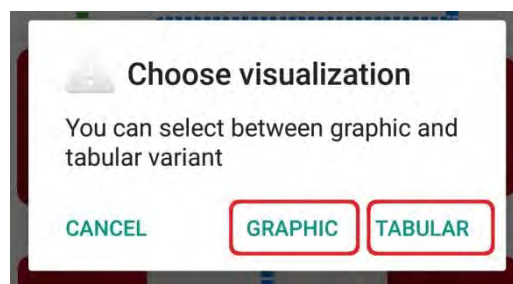 Choose visualization
You can select between graphic and
tabular variant
CANCEL GRAPHIC TABULAR